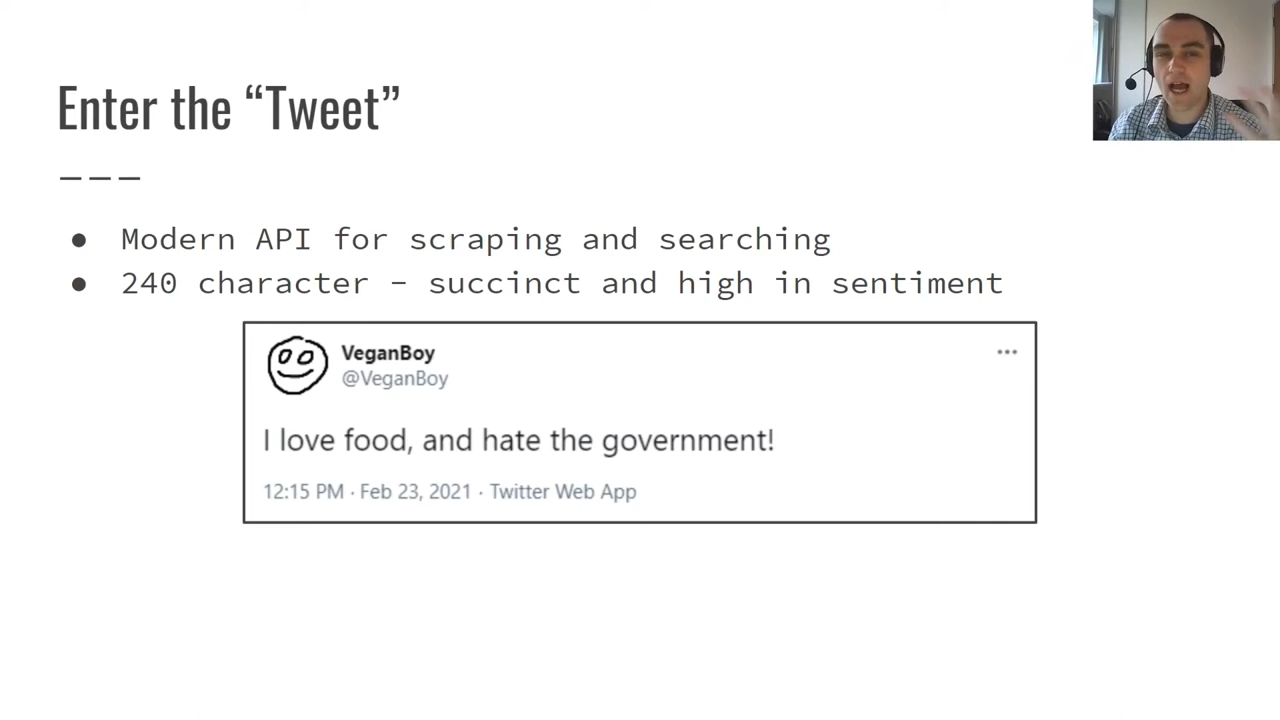 Enter the “Tweet”
● Modern API for scraping and searching
● 240 character – succinct and high in sentiment
VeganBoy
@VeganBoy
I love food, and hate the government!
12:15 PM · Feb 23, 2021 · Twitter Web App